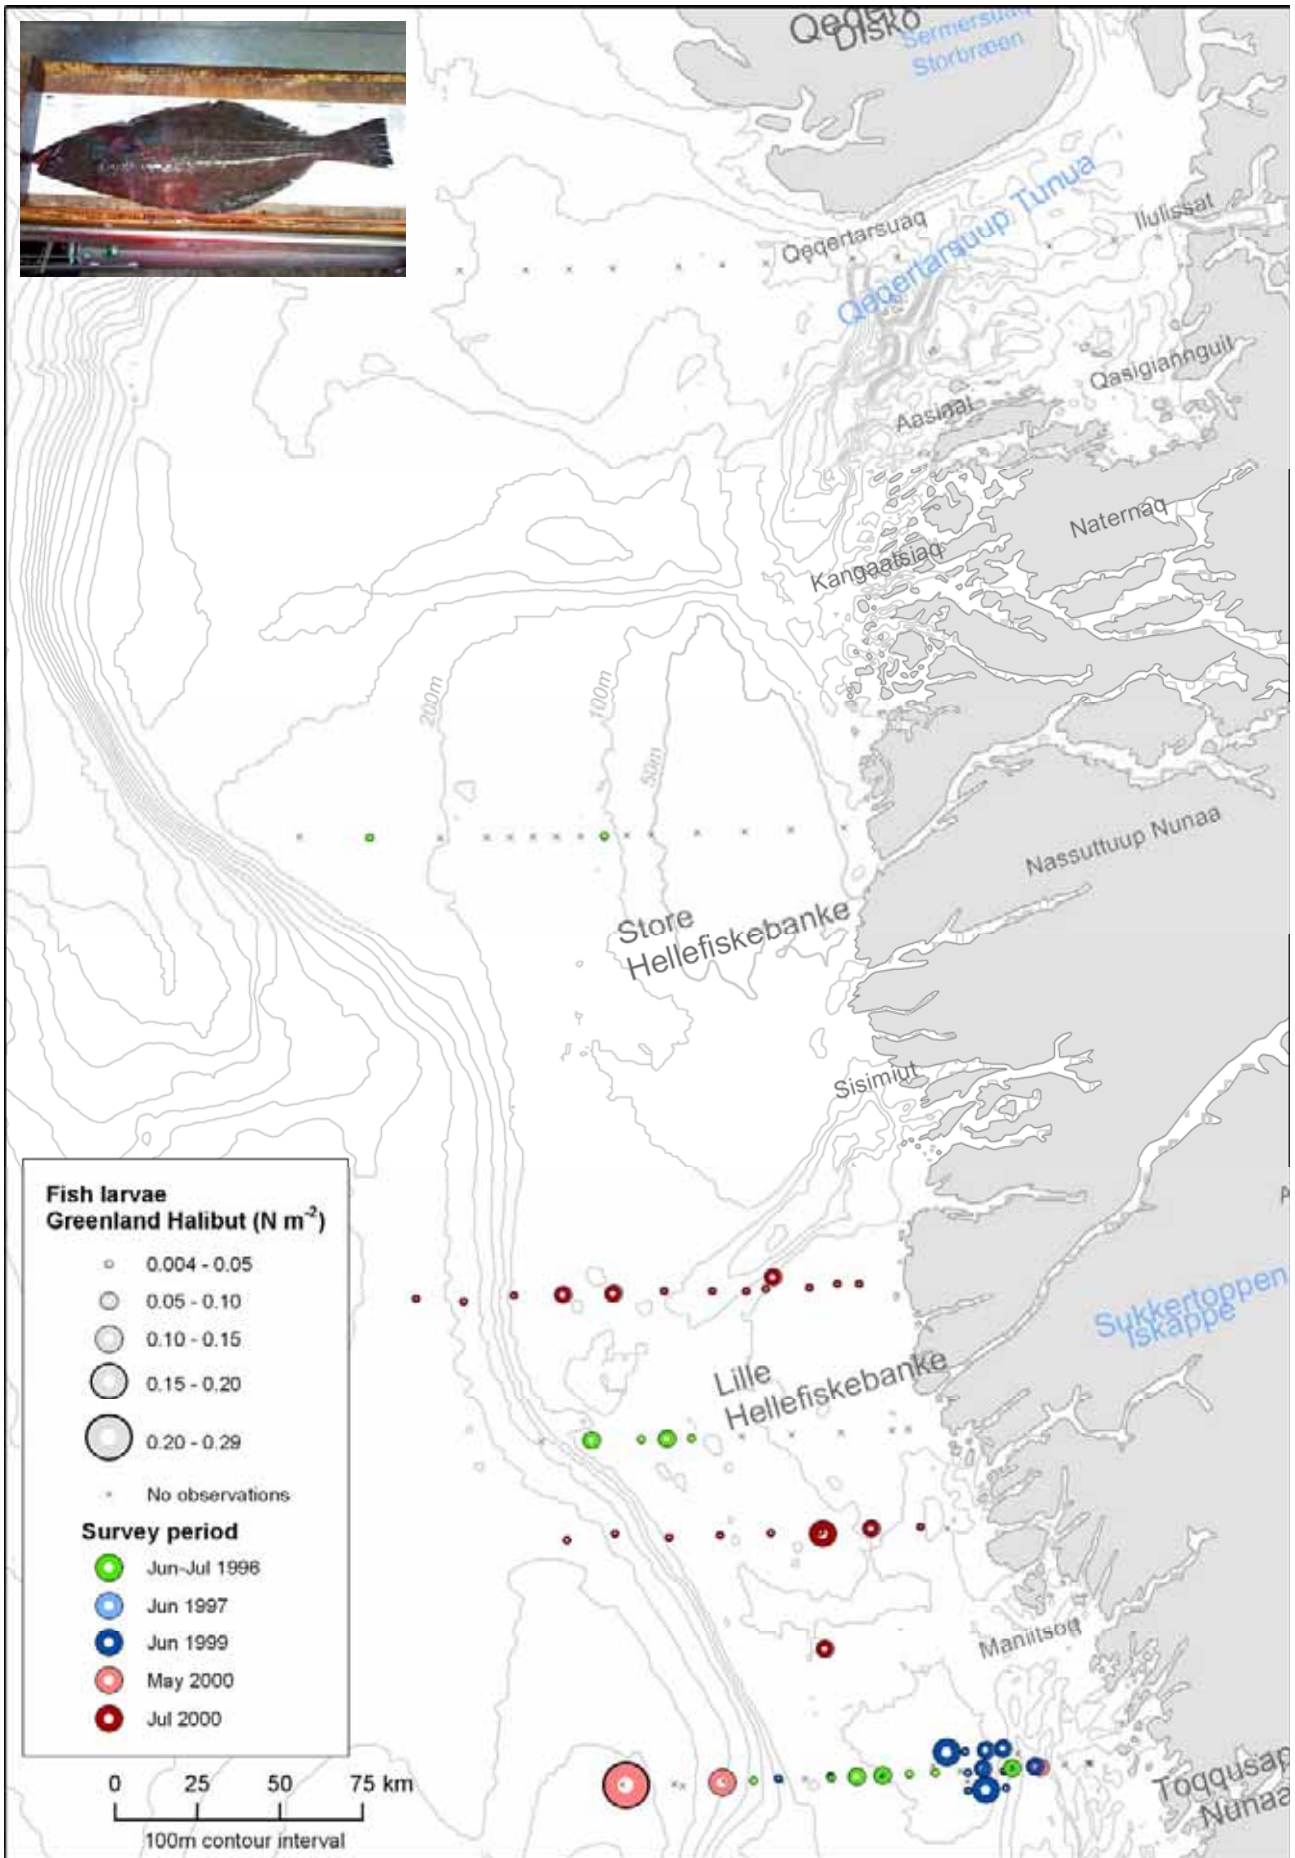 Disko
Sermersuaq
Storbræen
Qeqertarsuup Tunua
Ilulissat
Qeqertarsuaq
Qasigiannguit
Aasiaat
Naternaq
Kangaatsiaq
200m
100m
50m
Nassuttuup Nunaa
Store
Hellefiskebanke
Sisimiut
Sukkertoppen
Iskappe
Lille
Hellefiskebanke
Maniitsoq
Toqqusap
Nunaa
Fish larvae
Greenland Halibut (N m⁻²)
0.004 - 0.05
0.05 - 0.10
0.10 - 0.15
0.15 - 0.20
0.20 - 0.29
No observations
Survey period
Jun-Jul 1996
Jun 1997
Jun 1999
May 2000
Jul 2000
0 25 50 75 km
100m contour interval